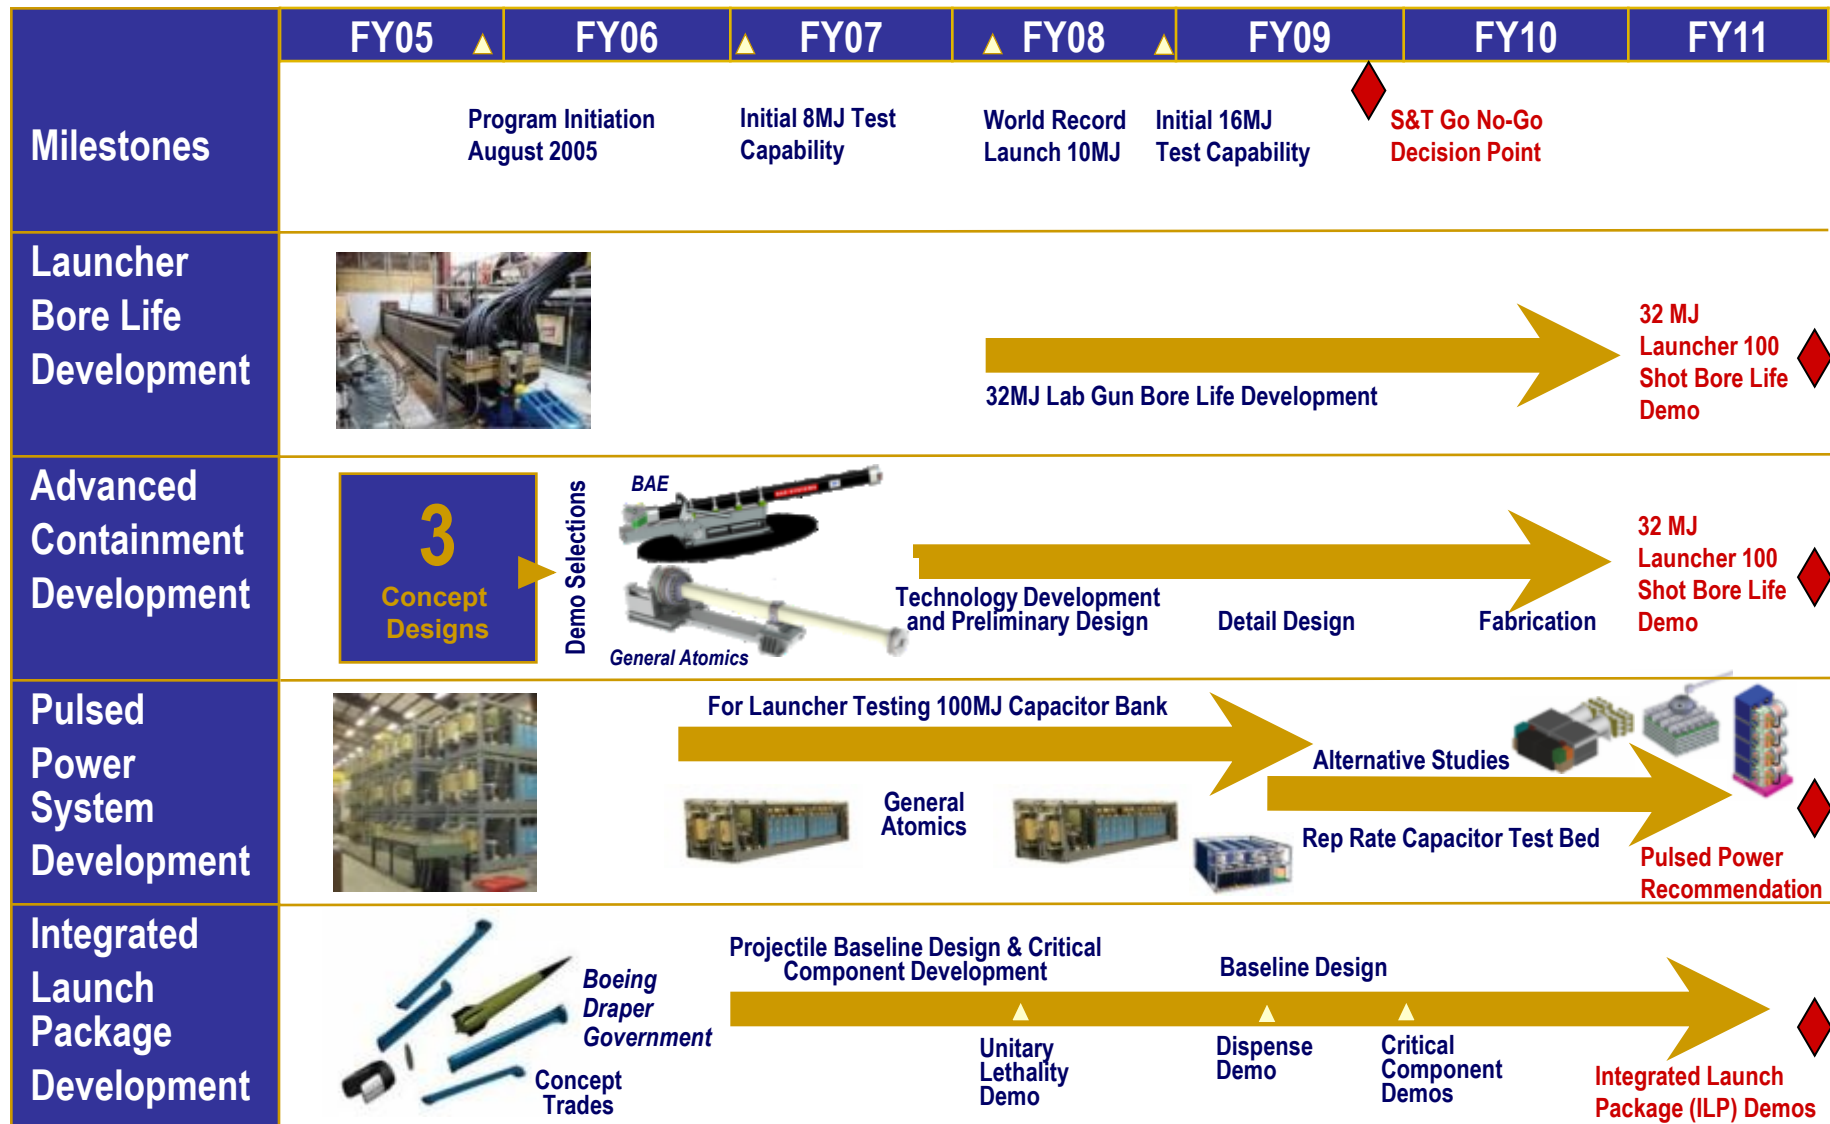 FY05
FY06
FY07
FY08
FY09
FY10
FY11
Milestones
Program Initiation
August 2005
Initial 8MJ Test
Capability
World Record
Launch 10MJ
Initial 16MJ
Test Capability
S&T Go No-Go
Decision Point
Launcher
Bore Life
Development
32MJ Lab Gun Bore Life Development
32 MJ
Launcher 100
Shot Bore Life
Demo
Advanced
Containment
Development
3
Concept
Designs
Demo Selections
BAE
General Atomics
Technology Development
and Preliminary Design
Detail Design
Fabrication
32 MJ
Launcher 100
Shot Bore Life
Demo
Pulsed
Power
System
Development
For Launcher Testing 100MJ Capacitor Bank
General
Atomics
Alternative Studies
Rep Rate Capacitor Test Bed
Pulsed Power
Recommendation
Integrated
Launch
Package
Development
Boeing
Draper
Government
Concept
Trades
Projectile Baseline Design & Critical
Component Development
Baseline Design
Unitary
Lethality
Demo
Dispense
Demo
Critical
Component
Demos
Integrated Launch
Package (ILP) Demos